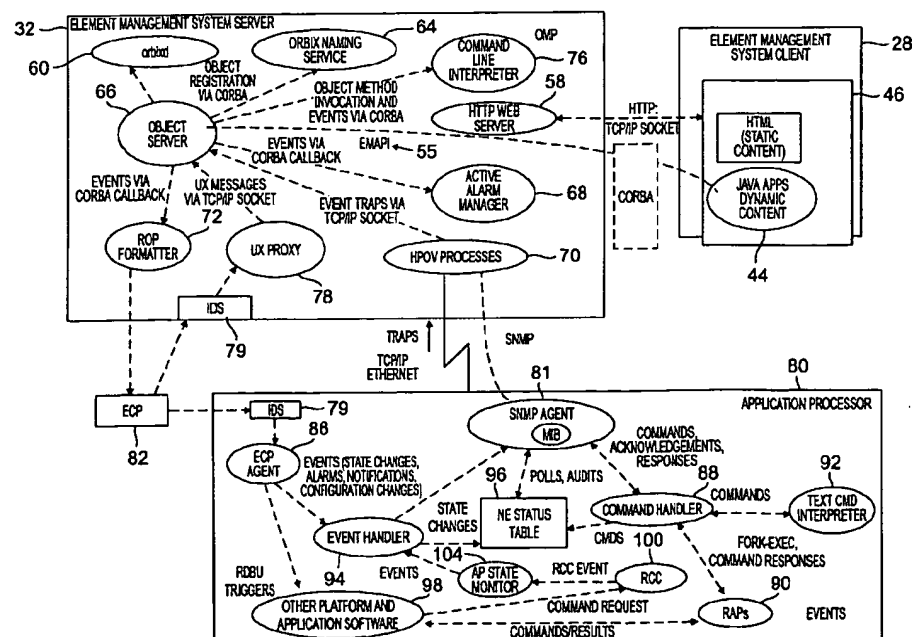 32
ELEMENT MANAGEMENT SYSTEM SERVER
orbixd
60
ORBIX NAMING
SERVICE
64
OMP
COMMAND
LINE
INTERPRETER
76
OBJECT
REGISTRATION
VIA CORBA
66
OBJECT
SERVER
OBJECT METHOD
INVOCATION AND
EVENTS VIA CORBA
58
HTTP WEB
SERVER
EMAPI
55
EVENTS VIA
CORBA CALLBACK
EVENTS VIA
CORBA CALLBACK
UX MESSAGES
VIA TCP/IP SOCKET
EVENT TRAPS VIA
TCP/IP SOCKET
ACTIVE
ALARM
MANAGER
68
72
ROP
FORMATTER
UX PROXY
78
HPOV PROCESSES
70
IDS
79
HTTP:
TCP/IP SOCKET
CORBA
ELEMENT MANAGEMENT
SYSTEM CLIENT
28
46
HTML
(STATIC
CONTENT)
JAVA APPS
DYNAMIC
CONTENT
44
TRAPS
TCP/IP
ETHERNET
SNMP
80
APPLICATION PROCESSOR
ECP
82
IDS
79
86
ECP
AGENT
81
SNMP AGENT
MIB
EVENTS (STATE CHANGES,
ALARMS, NOTIFICATIONS,
CONFIGURATION CHANGES)
POLLS, AUDITS
COMMANDS,
ACKNOWLEDGEMENTS,
RESPONSES
96
NE STATUS
TABLE
88
COMMAND HANDLER
COMMANDS
92
TEXT CMD
INTERPRETER
STATE
CHANGES
EVENT HANDLER
94
CMDS
100
FORK-EXEC,
COMMAND RESPONSES
RDBU
TRIGGERS
EVENTS
104
AP STATE
MONITOR
RCC EVENT
RCC
98
OTHER PLATFORM AND
APPLICATION SOFTWARE
COMMAND REQUEST
COMMANDS/RESULTS
90
RAPs
EVENTS